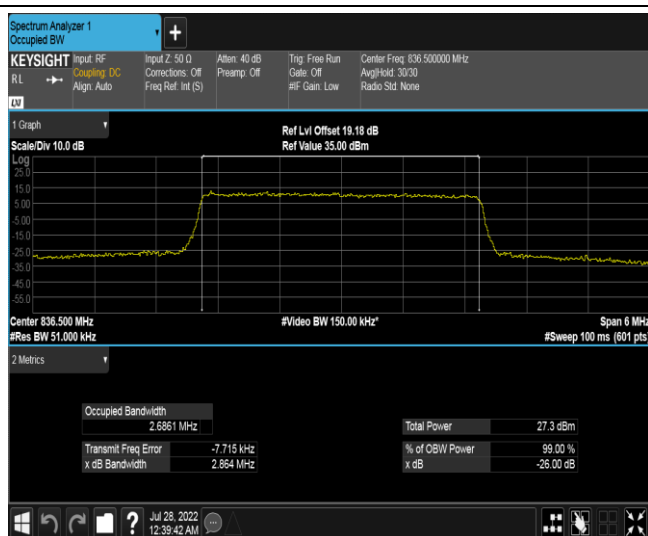 Spectrum Analyzer 1
Occupied BW
+
KEYSIGHT Input: RF Input Z: 50 Ω Atten: 40 dB Trig: Free Run Center Freq: 836.500000 MHz
RL Coupling: DC Corrections: Off Preamp: Off Gate: Off Avg|Hold: 30/30
Align: Auto Freq Ref: Int (S) #IF Gain: Low Radio Std: None
LXI
1 Graph
Ref Lvl Offset 19.18 dB
Scale/Div 10.0 dB Ref Value 35.00 dBm
Log
25.0
15.0
5.00
-5.00
-15.0
-25.0
-35.0
-45.0
-55.0
Center 836.500 MHz #Video BW 150.00 kHz* Span 6 MHz
#Res BW 51.000 kHz #Sweep 100 ms (601 pts)
2 Metrics
Occupied Bandwidth
2.6861 MHz Total Power 27.3 dBm
Transmit Freq Error -7.715 kHz % of OBW Power 99.00 %
x dB Bandwidth 2.864 MHz x dB -26.00 dB
? Jul 28, 2022
12:39:42 AM